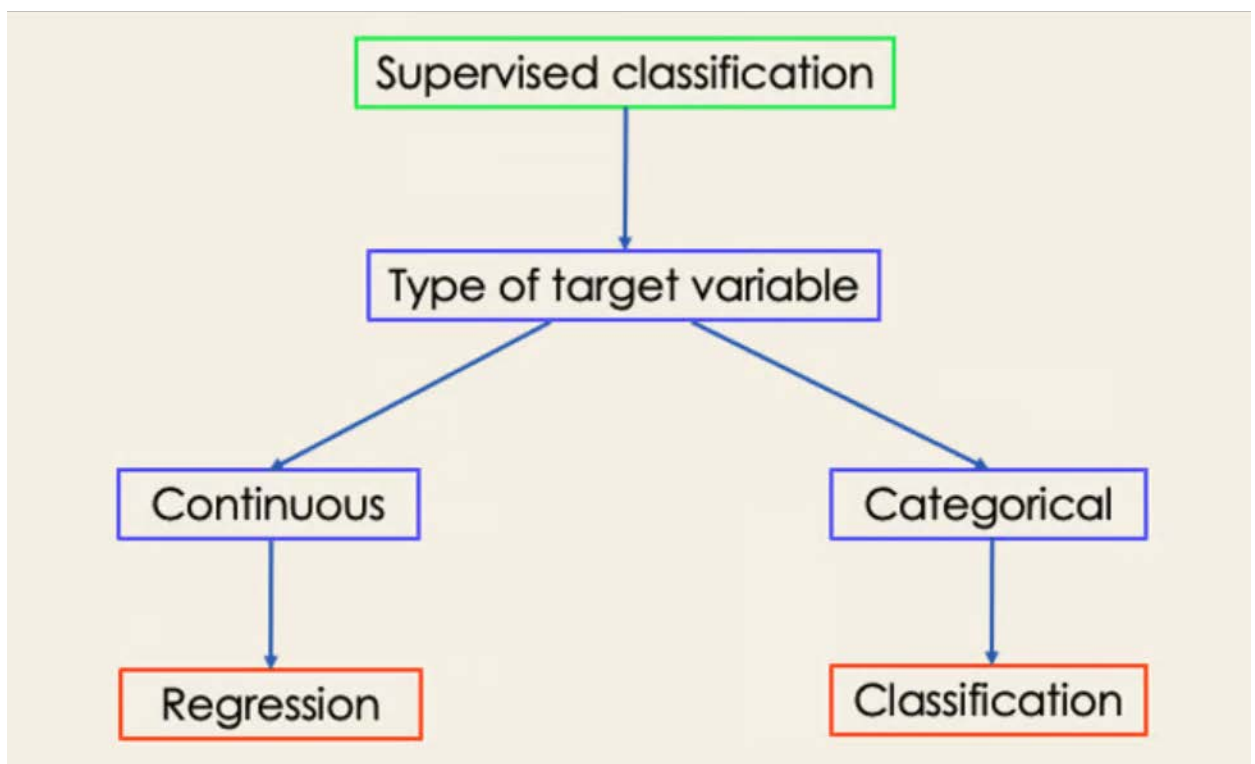 Supervised classification
Type of target variable
Continuous
Categorical
Regression
Classification